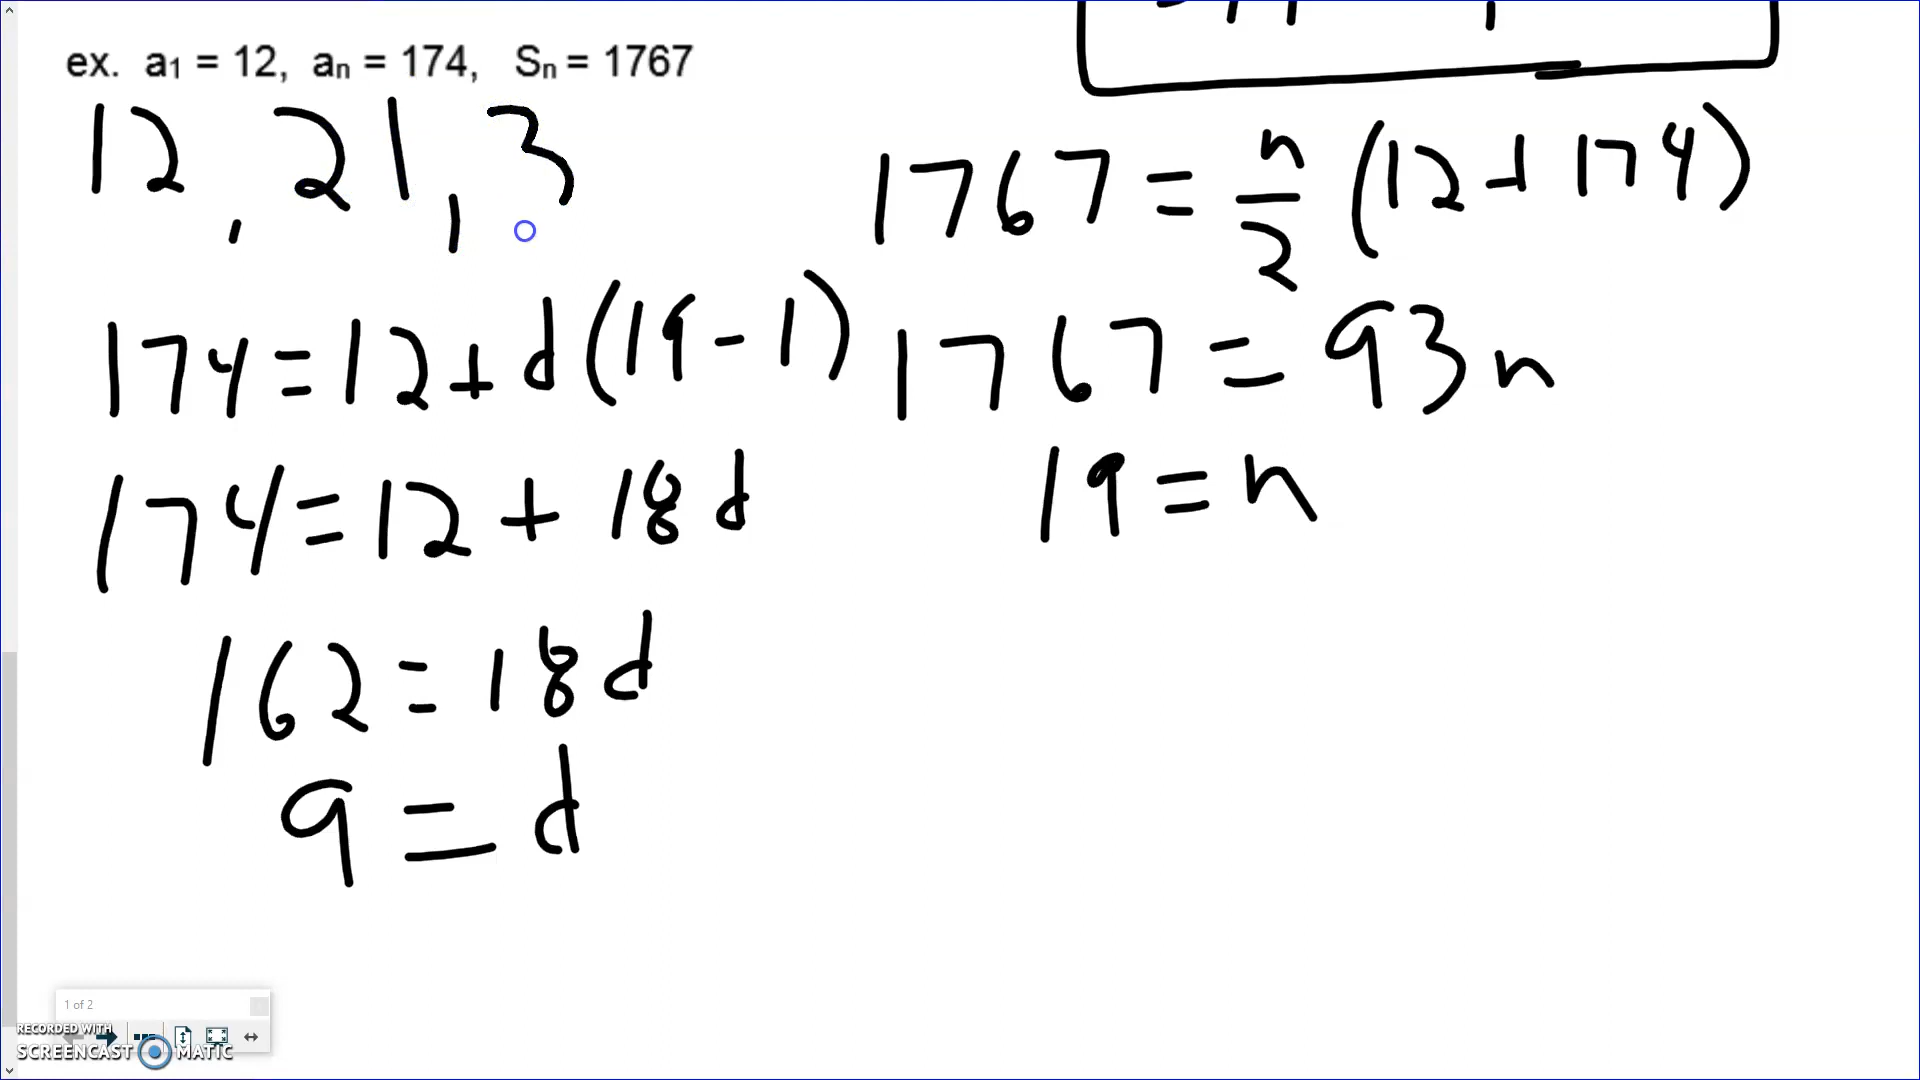 ex. a1 = 12, an = 174, Sn = 1767
12, 21, 3
174 = 12 + d(19 - 1)
174 = 12 + 18d
162 = 18d
9 = d
1767 = n/2 (12 + 174)
1767 = 93n
19 = n
1 of 2
RECORDED WITH
SCREENCAST MATIC